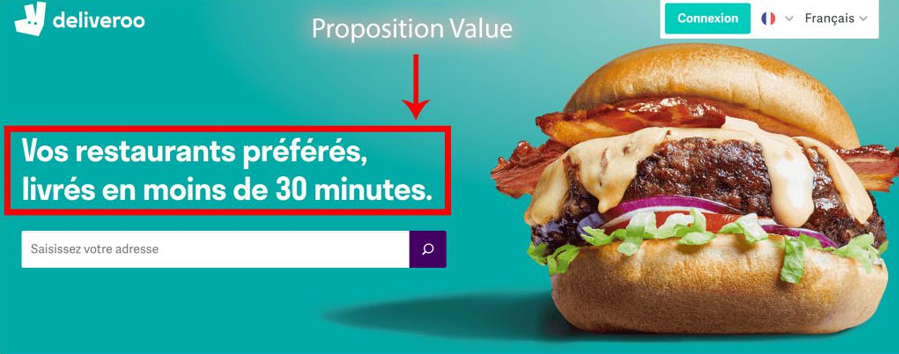 deliveroo
Proposition Value
Connexion
Français
Vos restaurants préférés,
livrés en moins de 30 minutes.
Saisissez votre adresse